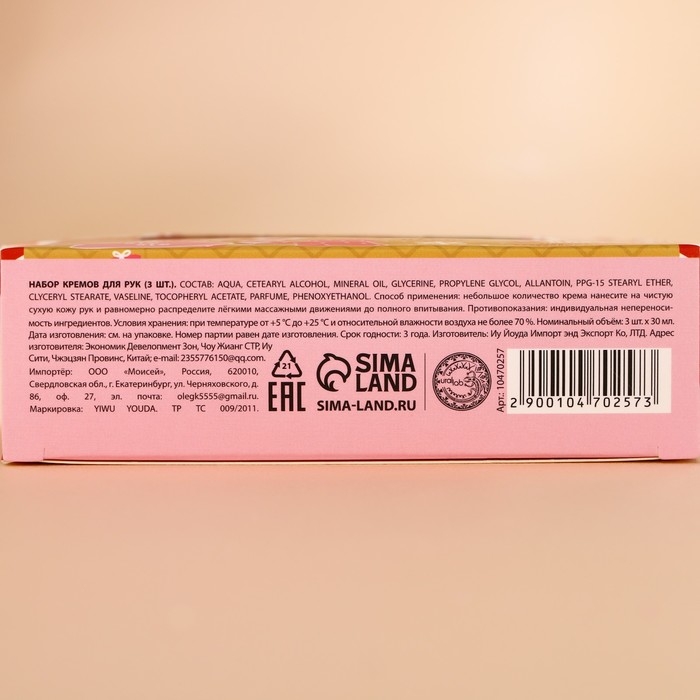 НАБОР КРЕМОВ ДЛЯ РУК (3 ШТ.). СОСТАВ: AQUA, CETEARYL ALCOHOL, MINERAL OIL, GLYCERINE, PROPYLENE GLYCOL, ALLANTOIN, PPG-15 STEARYL ETHER,
CLYCERYL STEARATE, VASELINE, TOCOPHERYL ACETATE, PARFUME, PHENOXYETHANOL. Способ применения: небольшое количество крема нанесите на чистую
сухую кожу рук и равномерно распределите лёгкими массажными движениями до полного впитывания. Противопоказания: индивидуальная непереноси-
мость ингредиентов. Условия хранения: при температуре от +5 °C до +25 °C и относительной влажности воздуха не более 70 %. Номинальный объём: 3 шт. х 30 мл.
Дата изготовления: см. на упаковке. Номер партии равен дате изготовления. Срок годности: 3 года. Изготовитель: Иу Йоуда Импорт энд Экспорт Ко, ЛТД. Адрес
изготовителя: Экономик Девелопмент Зон, Чоу Жианг СТР, Иу
Сити, Чжэцзян Провинс, Китай; e-mail: 2355776150@qq.com.
Импортёр: ООО «Моисей», Россия, 620010,
Свердловская обл., г. Екатеринбург, ул. Черняховского, д.
86, оф. 27, эл. почта: olegk5555@gmail.ru.
Маркировка: YIWU YOUDA. ТР ТС 009/2011.
21
EAC
SIMA
LAND
SIMA-LAND.RU
ural lab
Арт.: 10470257
2 900104 702573